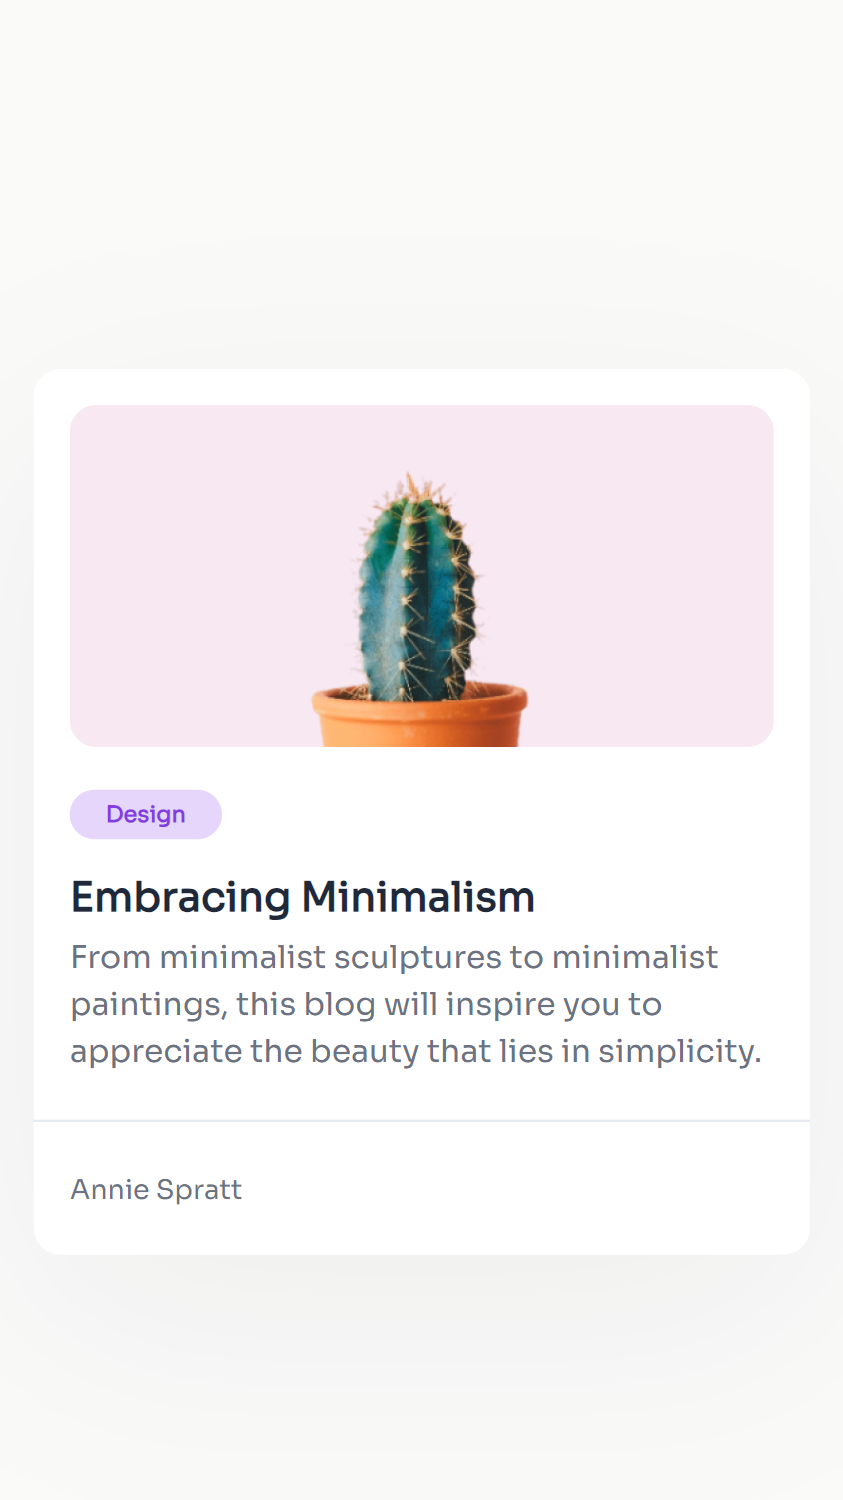 Design
Embracing Minimalism
From minimalist sculptures to minimalist
paintings, this blog will inspire you to
appreciate the beauty that lies in simplicity.
Annie Spratt